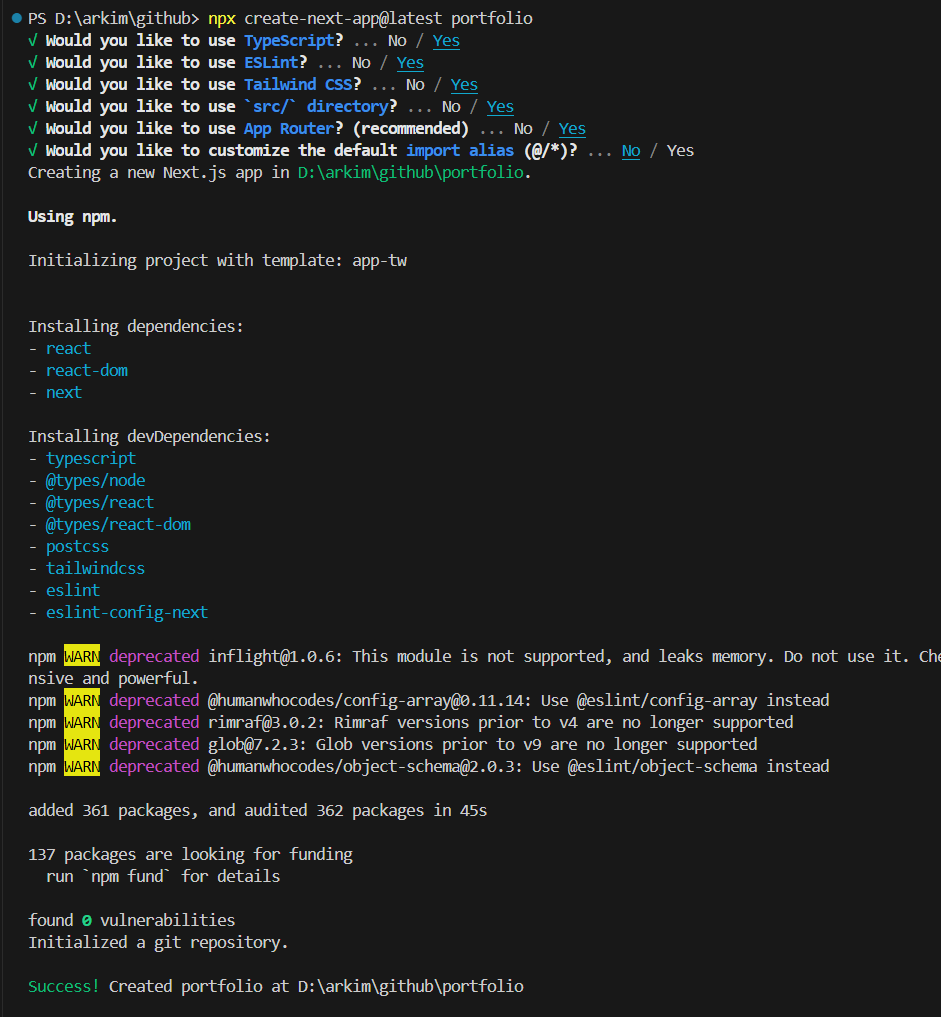 PS D:\arkim\github> npx create-next-app@latest portfolio
√ Would you like to use TypeScript? ... No / Yes
√ Would you like to use ESLint? ... No / Yes
√ Would you like to use Tailwind CSS? ... No / Yes
√ Would you like to use `src/` directory? ... No / Yes
√ Would you like to use App Router? (recommended) ... No / Yes
√ Would you like to customize the default import alias (@/*)? ... No / Yes
Creating a new Next.js app in D:\arkim\github\portfolio.
Using npm.
Initializing project with template: app-tw
Installing dependencies:
- react
- react-dom
- next
Installing devDependencies:
- typescript
- @types/node
- @types/react
- @types/react-dom
- postcss
- tailwindcss
- eslint
- eslint-config-next
npm WARN deprecated inflight@1.0.6: This module is not supported, and leaks memory. Do not use it. Che
nsive and powerful.
npm WARN deprecated @humanwhocodes/config-array@0.11.14: Use @eslint/config-array instead
npm WARN deprecated rimraf@3.0.2: Rimraf versions prior to v4 are no longer supported
npm WARN deprecated glob@7.2.3: Glob versions prior to v9 are no longer supported
npm WARN deprecated @humanwhocodes/object-schema@2.0.3: Use @eslint/object-schema instead
added 361 packages, and audited 362 packages in 45s
137 packages are looking for funding
run `npm fund` for details
found 0 vulnerabilities
Initialized a git repository.
Success! Created portfolio at D:\arkim\github\portfolio